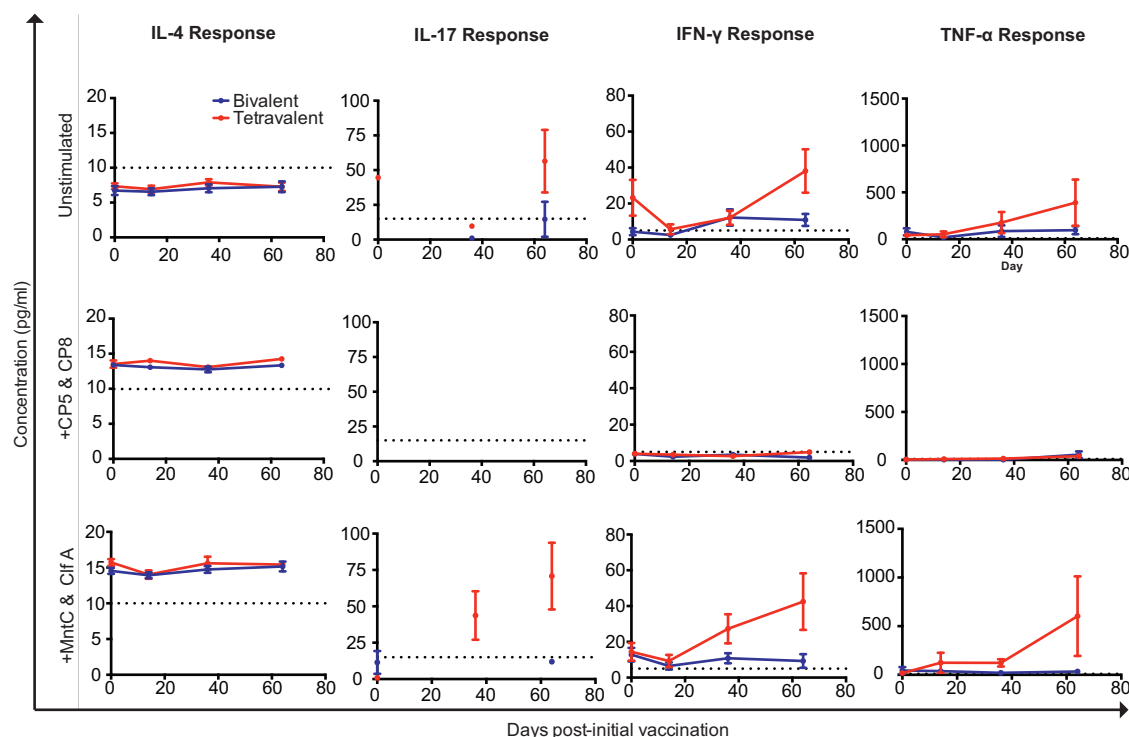 IL-4 Response
IL-17 Response
IFN-γ Response
TNF-α Response
Concentration (pg/ml)
Unstimulated
20
15
10
5
0
0 20 40 60 80
Bivalent
Tetravalent
100
75
50
25
0
0 20 40 60 80
80
60
40
20
0
0 20 40 60 80
1500
1000
500
0
0 20 40 60 80
Day
+CP5 & CP8
20
15
10
5
0
0 20 40 60 80
100
75
50
25
0
0 20 40 60 80
80
60
40
20
0
0 20 40 60 80
1500
1000
500
0
0 20 40 60 80
+MntC & Clf A
20
15
10
5
0
0 20 40 60 80
100
75
50
25
0
0 20 40 60 80
80
60
40
20
0
0 20 40 60 80
1500
1000
500
0
0 20 40 60 80
Days post-initial vaccination